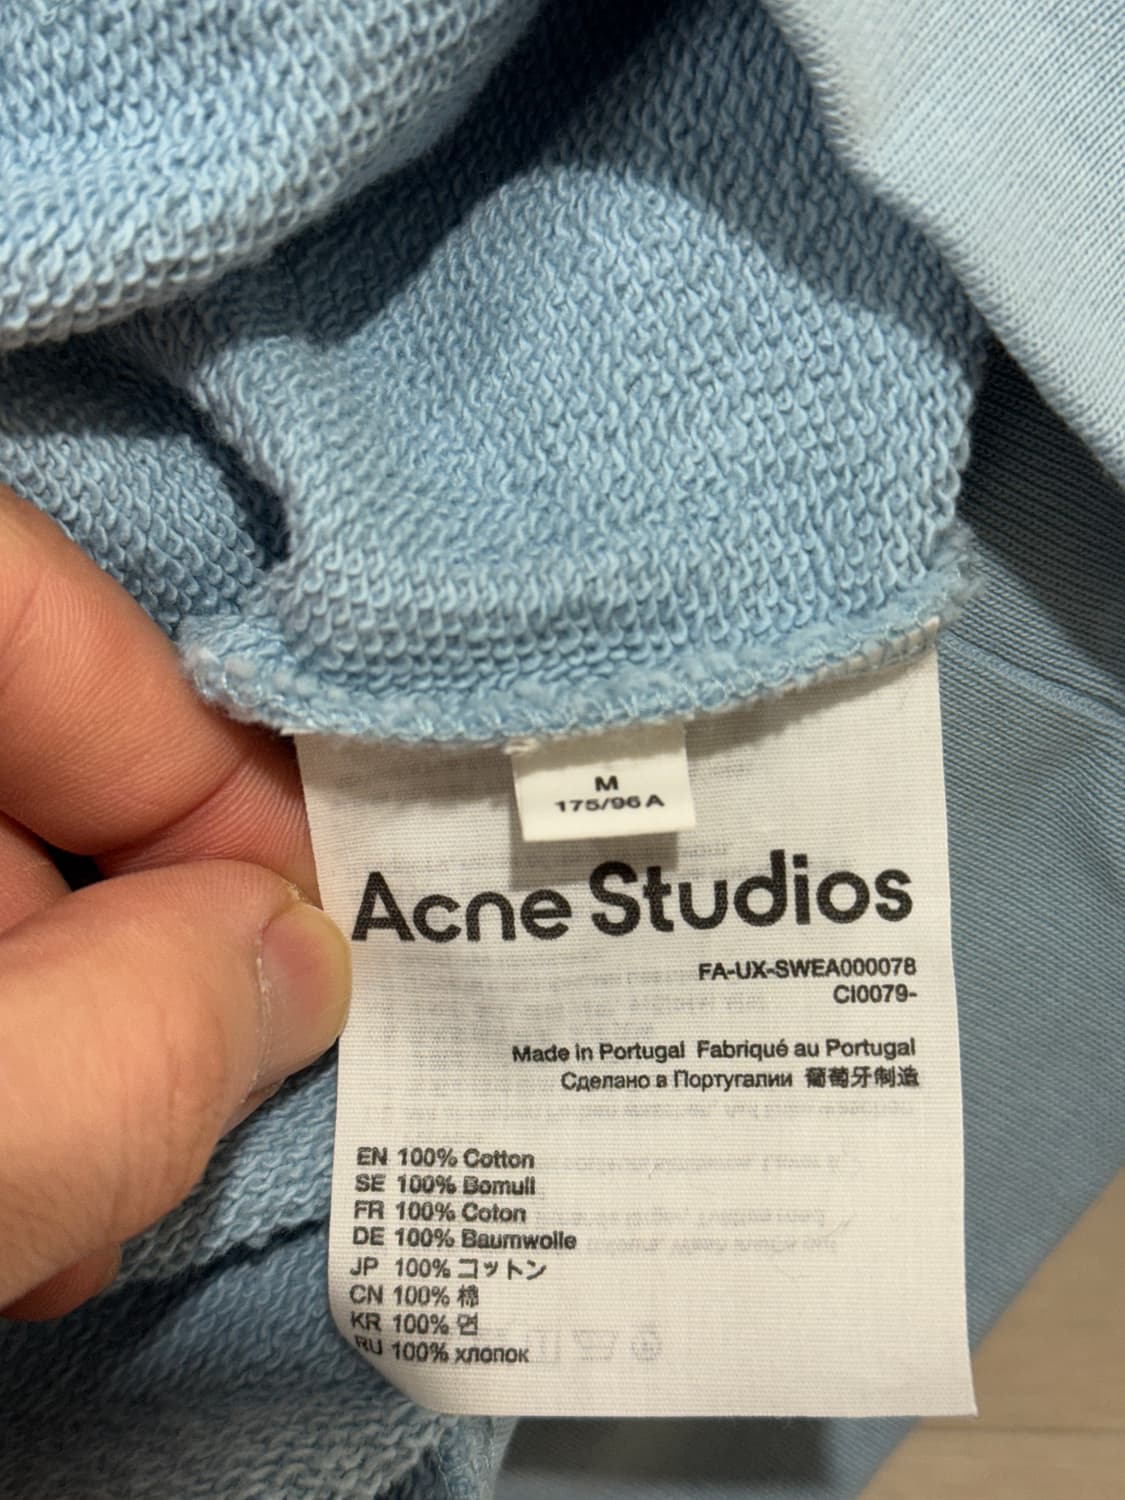 M
175/96 A
Acne Studios
FA-UX-SWEA000078
CI0079-
Made in Portugal Fabriqué au Portugal
Сделано в Португалии 葡萄牙制造
EN 100% Cotton
SE 100% Bomull
FR 100% Coton
DE 100% Baumwolle
JP 100% コットン
CN 100% 棉
KR 100% 면
RU 100% хлопок